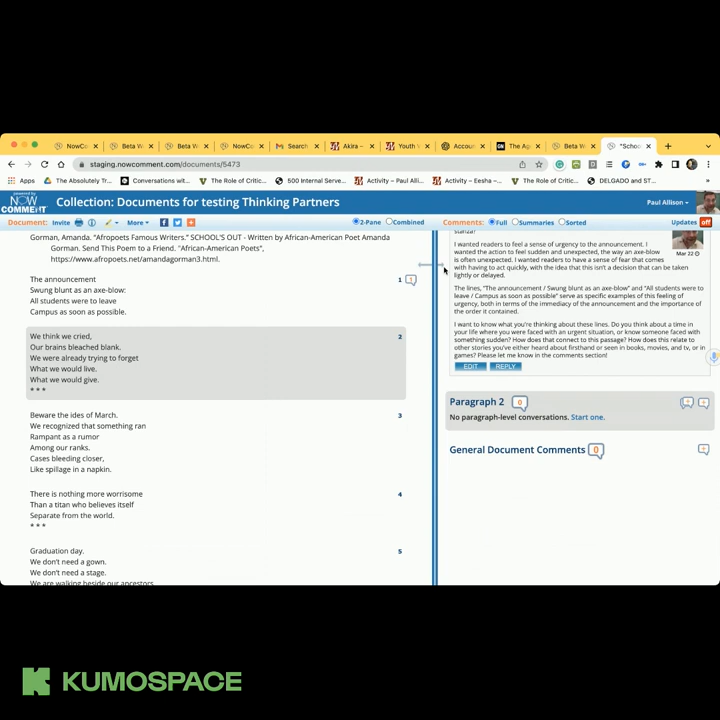 NowCo
Beta W
Beta W
NowCo
Search
Akira –
Youth V
Accou
The Ag
Beta W
"Schoo
staging.nowcomment.com/documents/5473
Apps
The Absolutely Tr...
Conversations wit...
The Role of Critic...
500 Internal Serve...
Activity – Paul Alli...
Activity – Eesha –...
The Role of Critic...
DELGADO and ST...
powered by
NOW COMMENT
Collection: Documents for testing Thinking Partners
Paul Allison
Document: Invite
More
2-Pane Combined
Comments: Full Summaries Sorted
Updates off
Gorman, Amanda. "Afropoets Famous Writers." SCHOOL'S OUT - Written by African-American Poet Amanda
Gorman. Send This Poem to a Friend. "African-American Poets",
https://www.afropoets.net/amandagorman3.html.
The announcement
1
1
Swung blunt as an axe-blow:
All students were to leave
Campus as soon as possible.
We think we cried,
2
Our brains bleached blank.
We were already trying to forget
What we would live.
What we would give.
* * *
Beware the ides of March.
3
We recognized that something ran
Rampant as a rumor
Among our ranks.
Cases bleeding closer,
Like spillage in a napkin.
There is nothing more worrisome
4
Than a titan who believes itself
Separate from the world.
* * *
Graduation day.
5
We don't need a gown.
We don't need a stage.
We are walking beside our ancestors
stanza?
I wanted readers to feel a sense of urgency to the announcement. I
wanted the action to feel sudden and unexpected, the way an axe-blow
is often unexpected. I wanted readers to have a sense of fear that comes
with having to act quickly, with the idea that this isn't a decision that can be taken
lightly or delayed.
Mar 22
The lines, "The announcement / Swung blunt as an axe-blow" and "All students were to
leave / Campus as soon as possible" serve as specific examples of this feeling of
urgency, both in terms of the immediacy of the announcement and the importance of
the order it contained.
I want to know what you're thinking about these lines. Do you think about a time in
your life where you were faced with an urgent situation, or know someone faced with
something sudden? How does that connect to this passage? How does this relate to
other stories you've either heard about firsthand or seen in books, movies, and tv, or in
games? Please let me know in the comments section!
EDIT REPLY
Paragraph 2
0
No paragraph-level conversations. Start one.
General Document Comments
0
KUMOSPACE